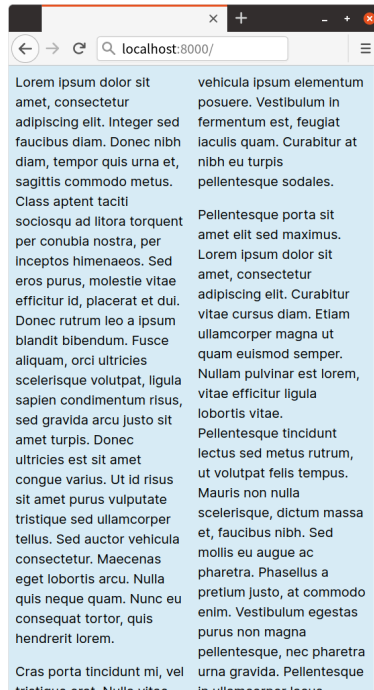 localhost:8000/
Lorem ipsum dolor sit
amet, consectetur
adipiscing elit. Integer sed
faucibus diam. Donec nibh
diam, tempor quis urna et,
sagittis commodo metus.
Class aptent taciti
sociosqu ad litora torquent
per conubia nostra, per
inceptos himenaeos. Sed
eros purus, molestie vitae
efficitur id, placerat et dui.
Donec rutrum leo a ipsum
blandit bibendum. Fusce
aliquam, orci ultricies
scelerisque volutpat, ligula
sapien condimentum risus,
sed gravida arcu justo sit
amet turpis. Donec
ultricies est sit amet
congue varius. Ut id risus
sit amet purus vulputate
tristique sed ullamcorper
tellus. Sed auctor vehicula
consectetur. Maecenas
eget lobortis arcu. Nulla
quis neque quam. Nunc eu
consequat tortor, quis
hendrerit lorem.
Cras porta tincidunt mi, vel
vehicula ipsum elementum
posuere. Vestibulum in
fermentum est, feugiat
iaculis quam. Curabitur at
nibh eu turpis
pellentesque sodales.
Pellentesque porta sit
amet elit sed maximus.
Lorem ipsum dolor sit
amet, consectetur
adipiscing elit. Curabitur
vitae cursus diam. Etiam
ullamcorper magna ut
quam euismod semper.
Nullam pulvinar est lorem,
vitae efficitur ligula
lobortis vitae.
Pellentesque tincidunt
lectus sed metus rutrum,
ut volutpat felis tempus.
Mauris non nulla
scelerisque, dictum massa
et, faucibus nibh. Sed
mollis eu augue ac
pharetra. Phasellus a
pretium justo, at commodo
enim. Vestibulum egestas
purus non magna
pellentesque, nec pharetra
urna gravida. Pellentesque